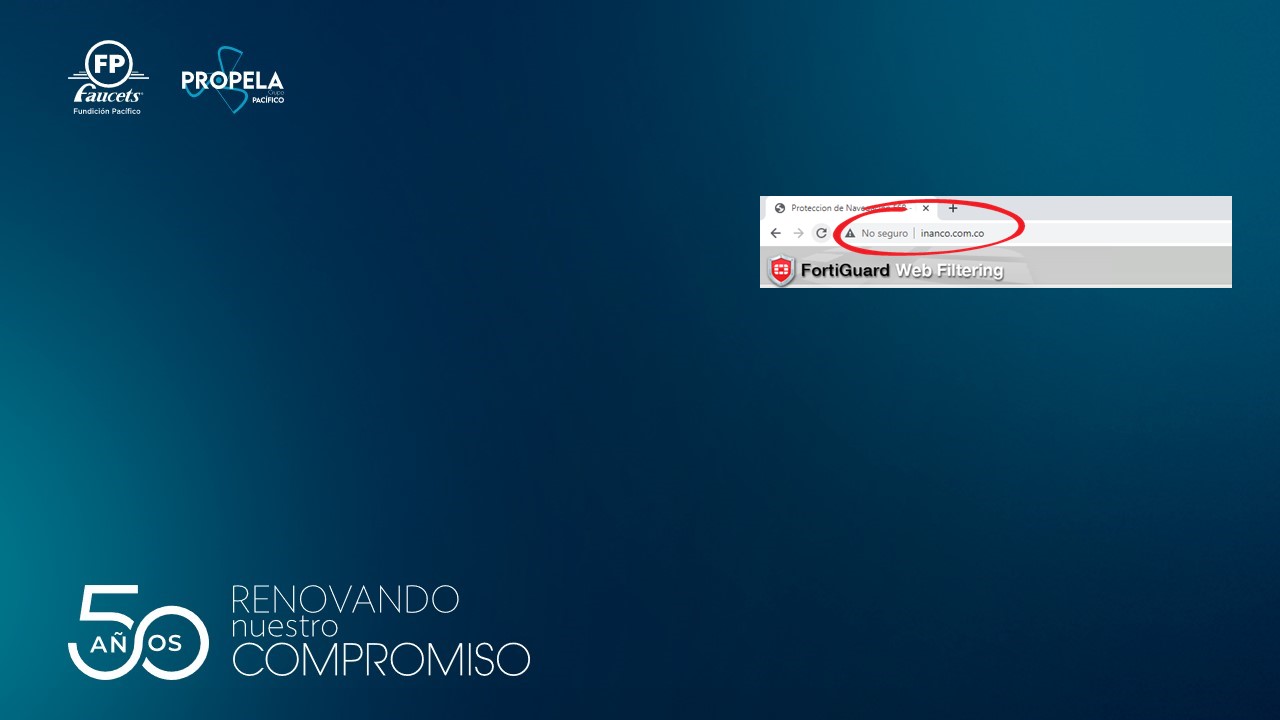 FP
Faucets
Fundición Pacífico
PROPELA
Grupo
PACÍFICO
Proteccion de
No seguro | inanco.com.co
FortiGuard Web Filtering
50
AÑOS
RENOVANDO
nuestro
COMPROMISO